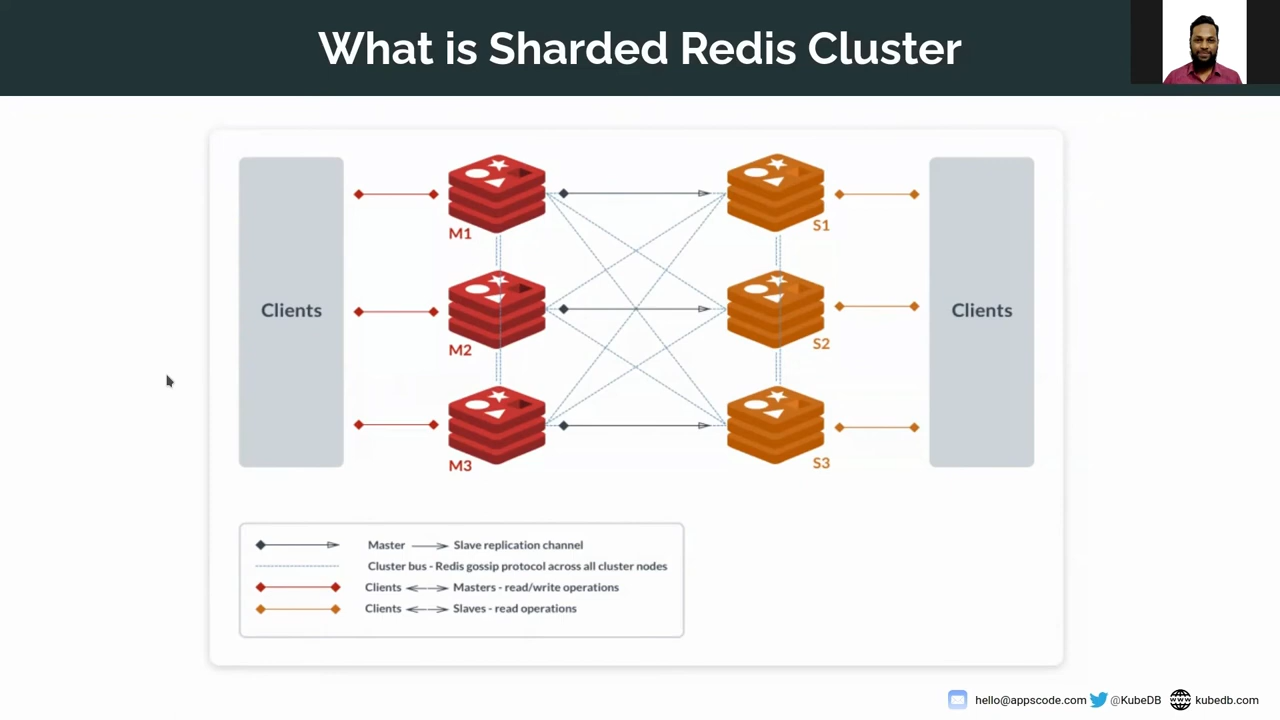 What is Sharded Redis Cluster
Clients
M1
M2
M3
S1
S2
S3
Clients
Master Slave replication channel
Cluster bus - Redis gossip protocol across all cluster nodes
Clients Masters - read/write operations
Clients Slaves - read operations
hello@appscode.com @KubeDB www kubedb.com